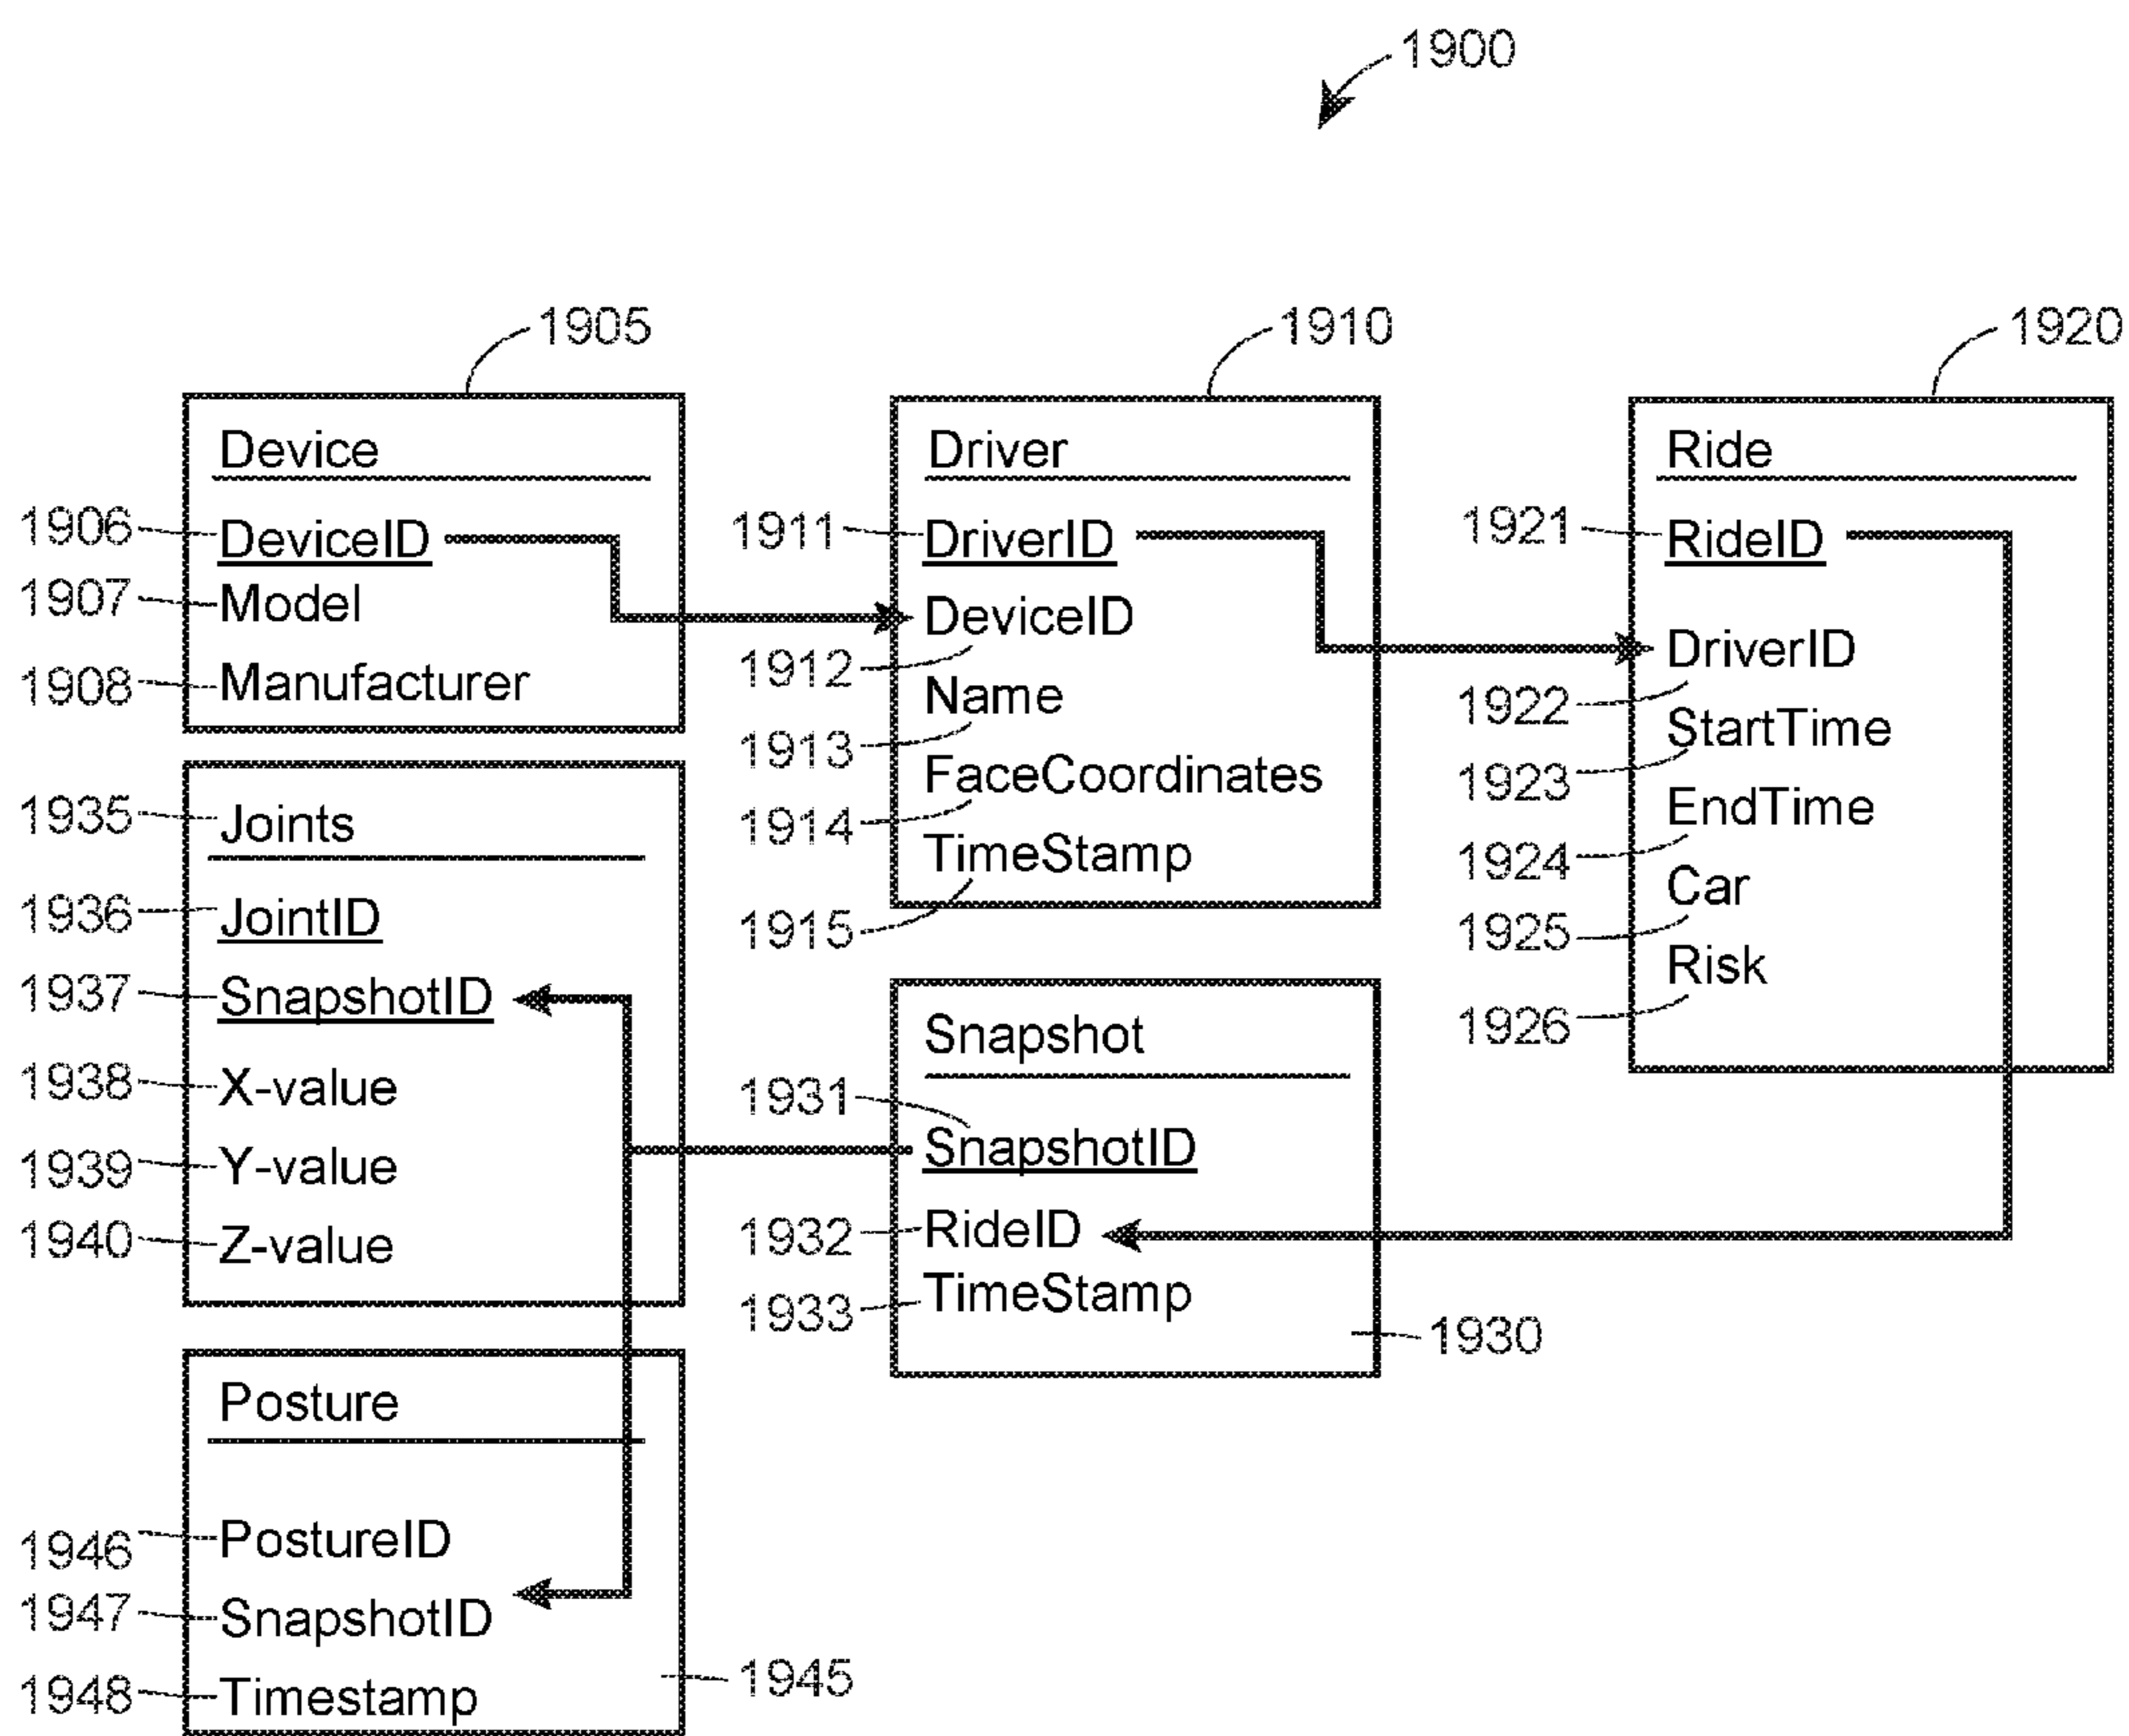 1900
1905
Device
1906 DeviceID
1907 Model
1908 Manufacturer
1910
Driver
1911 DriverID
DeviceID
1912
Name
1913
FaceCoordinates
1914
TimeStamp
1915
1920
Ride
1921 RideID
DriverID
1922
StartTime
1923
EndTime
1924
Car
1925
Risk
1926
1935 Joints
1936 JointID
1937 SnapshotID
1938 X-value
1939 Y-value
1940 Z-value
Snapshot
1931
SnapshotID
1932 RideID
1933 TimeStamp
1930
Posture
1946 PostureID
1947 SnapshotID
1948 Timestamp
1945